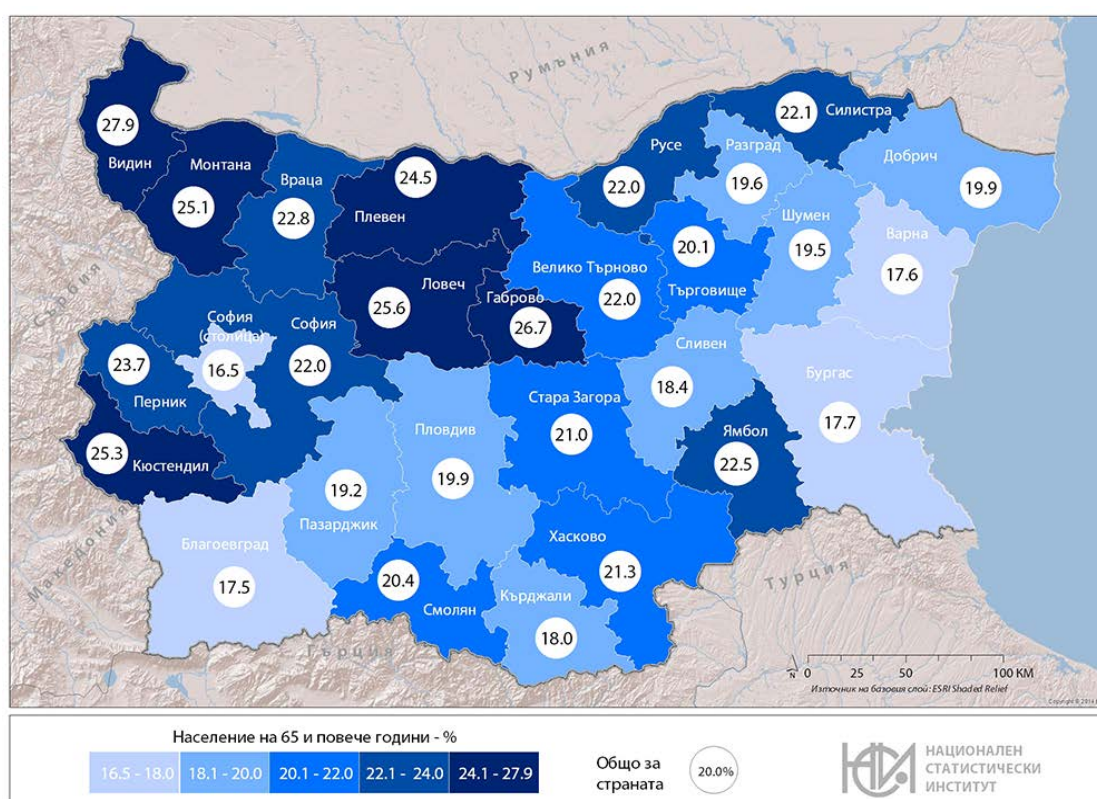 Румъния
22.1
Силистра
27.9
Видин
Монтана
25.1
Враца
22.8
24.5
Плевен
Русе
22.0
Разград
19.6
Добрич
19.9
Шумен
19.5
Варна
17.6
20.1
Търговище
Велико Търново
22.0
Ловеч
25.6
Габрово
26.7
Сърбия
София
(столица)
16.5
София
22.0
23.7
Перник
Сливен
18.4
Бургас
17.7
Стара Загора
21.0
Ямбол
22.5
25.3
Кюстендил
Пловдив
19.9
19.2
Пазарджик
Македония
Благоевград
17.5
Хасково
21.3
20.4
Смолян
Кърджали
18.0
Турция
Гърция
N
0 25 50 100 KM
Източник на базовия слой: ESRI Shaded Relief
Copyright © 2014
Население на 65 и повече години - %
16.5 - 18.0 18.1 - 20.0 20.1 - 22.0 22.1 - 24.0 24.1 - 27.9
Общо за
страната
20.0%
НСИ
НАЦИОНАЛЕН
СТАТИСТИЧЕСКИ
ИНСТИТУТ